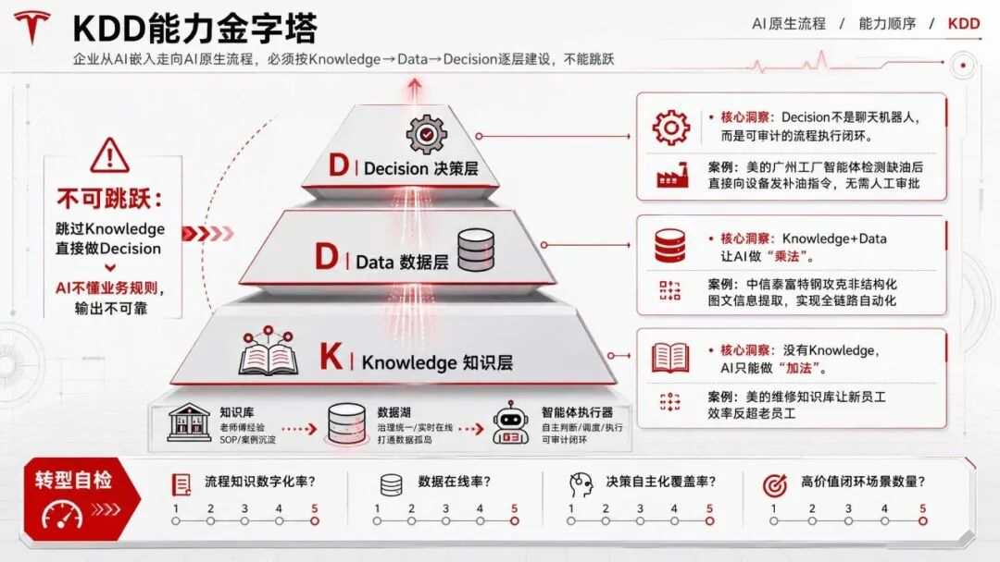 KDD能力金字塔
AI原生流程 / 能力顺序 / KDD
企业从AI嵌入走向AI原生流程，必须按Knowledge→Data→Decision逐层建设，不能跳跃
不可跳跃：
跳过Knowledge
直接做Decision
AI不懂业务规则，
输出不可靠
D | Decision 决策层
D | Data 数据层
K | Knowledge 知识层
• 核心洞察：Decision不是聊天机器人，
而是可审计的流程执行闭环。
案例：美的广州工厂智能体检测缺油后
直接向设备发补油指令，无需人工审批
• 核心洞察：Knowledge+Data
让AI做“乘法”。
案例：中信泰富特钢攻克非结构化
图文信息提取，实现全链路自动化
• 核心洞察：没有Knowledge，
AI只能做“加法”。
案例：美的维修知识库让新员工
效率反超老员工
知识库
老师傅经验
SOP/案例沉淀
数据湖
治理统一/实时在线
打通数据孤岛
智能体执行器
自主判断/调度/执行
可审计闭环
转型自检
流程知识数字化率？
1 2 3 4 5
数据在线率？
1 2 3 4 5
决策自主化覆盖率？
1 2 3 4 5
高价值闭环场景数量？
1 2 3 4 5